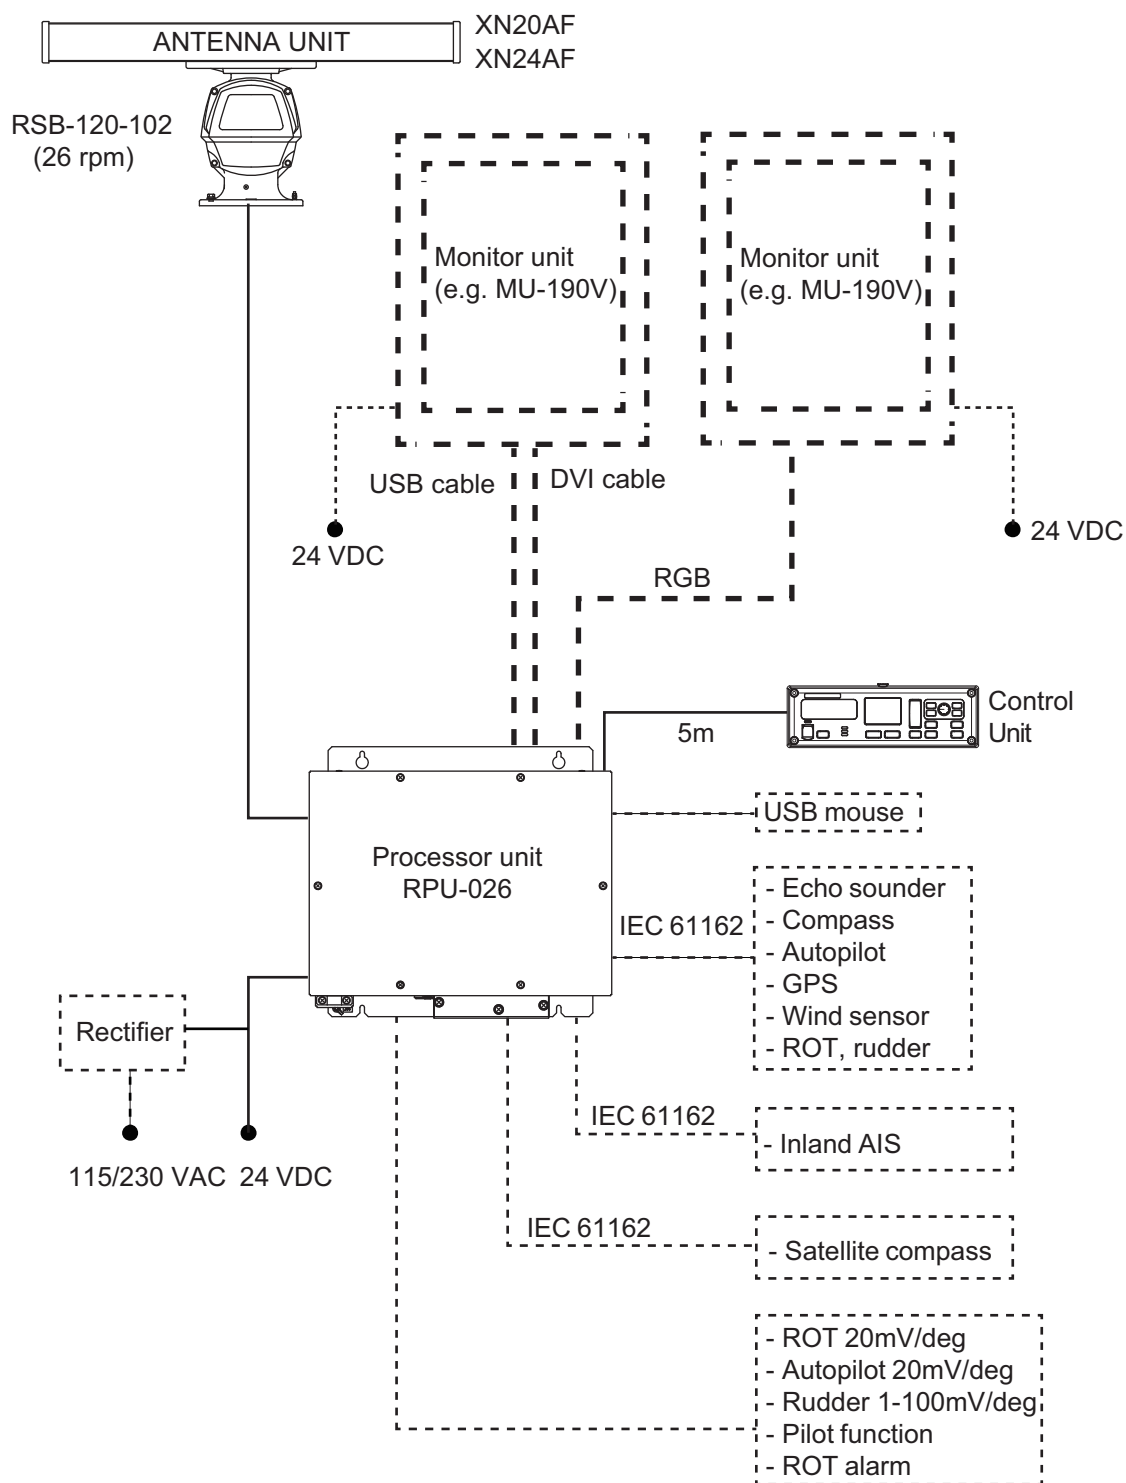 ANTENNA UNIT
XN20AF
XN24AF
RSB-120-102
(26 rpm)
Monitor unit
(e.g. MU-190V)
Monitor unit
(e.g. MU-190V)
USB cable
DVI cable
24 VDC
24 VDC
RGB
Control
Unit
5m
USB mouse
Processor unit
RPU-026
- Echo sounder
- Compass
- Autopilot
- GPS
- Wind sensor
- ROT, rudder
IEC 61162
Rectifier
115/230 VAC
24 VDC
IEC 61162
- Inland AIS
IEC 61162
- Satellite compass
- ROT 20mV/deg
- Autopilot 20mV/deg
- Rudder 1-100mV/deg
- Pilot function
- ROT alarm